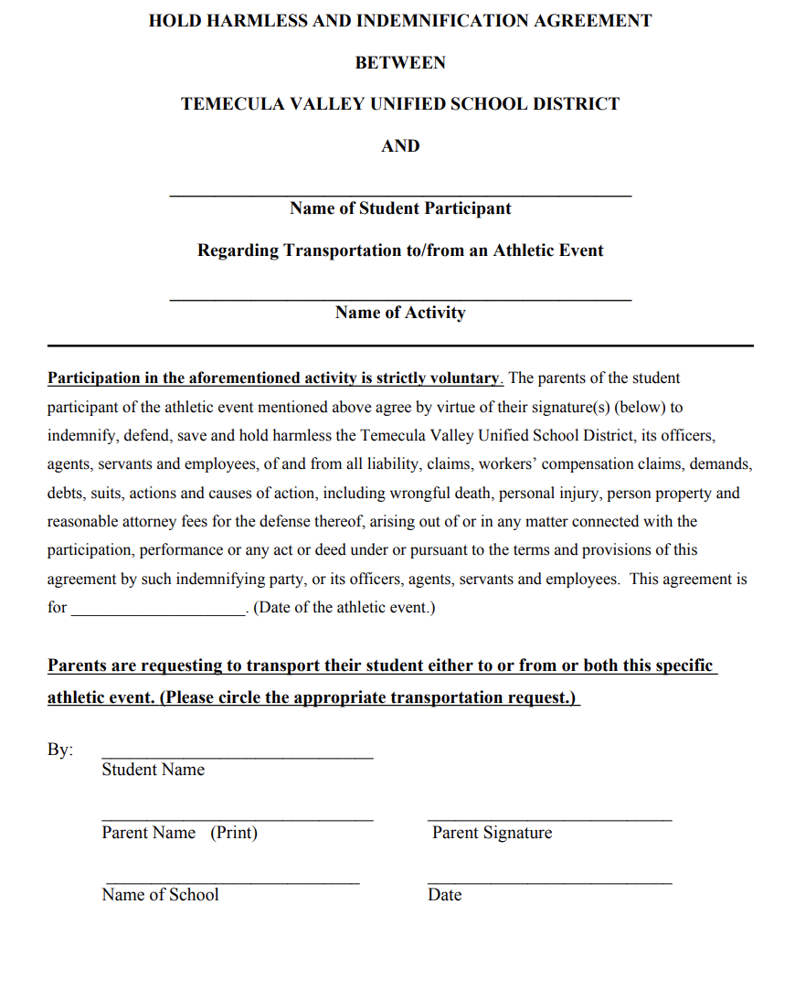 HOLD HARMLESS AND INDEMNIFICATION AGREEMENT
BETWEEN
TEMECULA VALLEY UNIFIED SCHOOL DISTRICT
AND
Name of Student Participant
Regarding Transportation to/from an Athletic Event
Name of Activity
Participation in the aforementioned activity is strictly voluntary. The parents of the student
participant of the athletic event mentioned above agree by virtue of their signature(s) (below) to
indemnify, defend, save and hold harmless the Temecula Valley Unified School District, its officers,
agents, servants and employees, of and from all liability, claims, workers’ compensation claims, demands,
debts, suits, actions and causes of action, including wrongful death, personal injury, person property and
reasonable attorney fees for the defense thereof, arising out of or in any matter connected with the
participation, performance or any act or deed under or pursuant to the terms and provisions of this
agreement by such indemnifying party, or its officers, agents, servants and employees.  This agreement is
for _____________________. (Date of the athletic event.)
Parents are requesting to transport their student either to or from or both this specific
athletic event. (Please circle the appropriate transportation request.)
By:
Student Name
Parent Name (Print) Parent Signature
Name of School Date